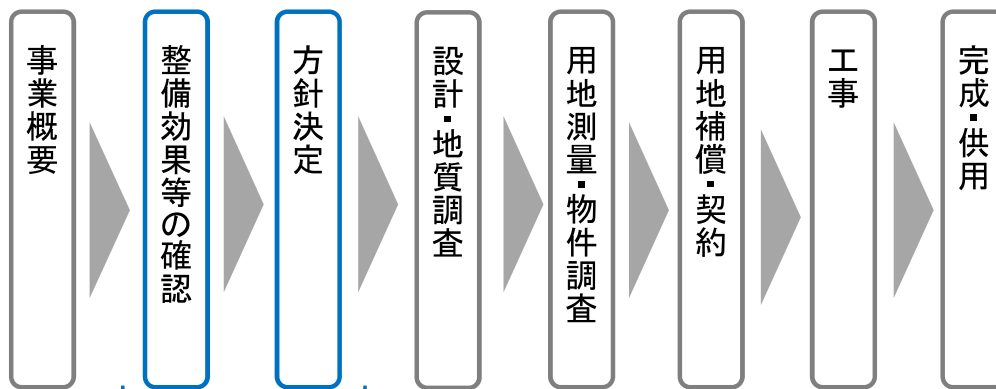 事業概要
整備効果等の確認
方針決定
設計・地質調査
用地測量・物件調査
用地補償・契約
工事
完成・供用